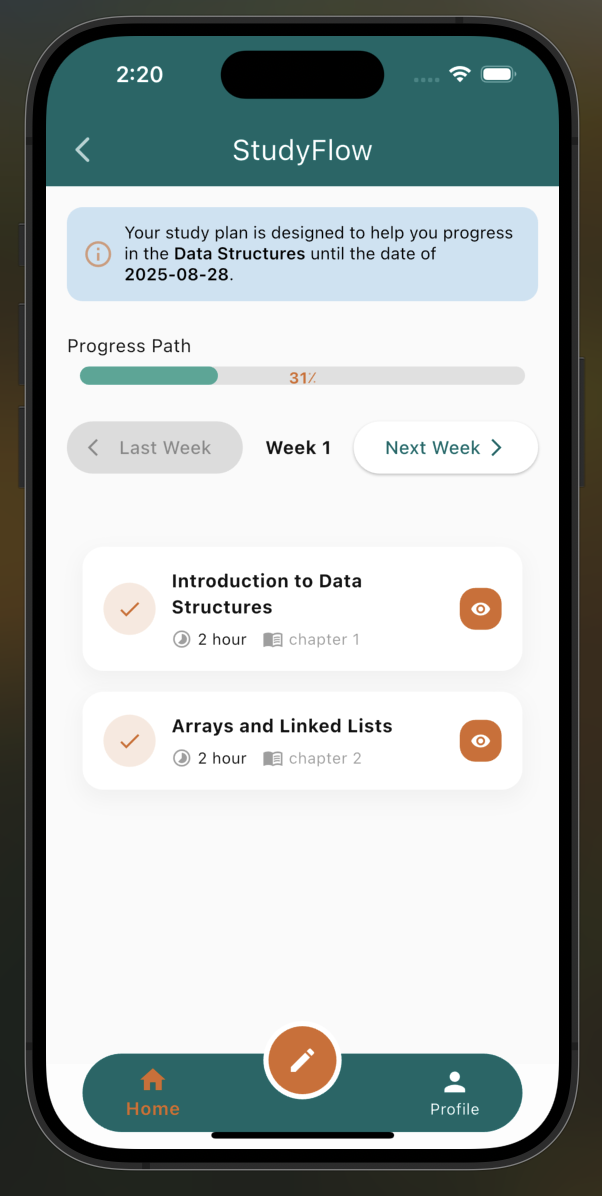 2:20
StudyFlow
Your study plan is designed to help you progress
in the Data Structures until the date of
2025-08-28.
Progress Path
31٪
Last Week
Week 1
Next Week
Introduction to Data
Structures
2 hour chapter 1
Arrays and Linked Lists
2 hour chapter 2
Home
Profile